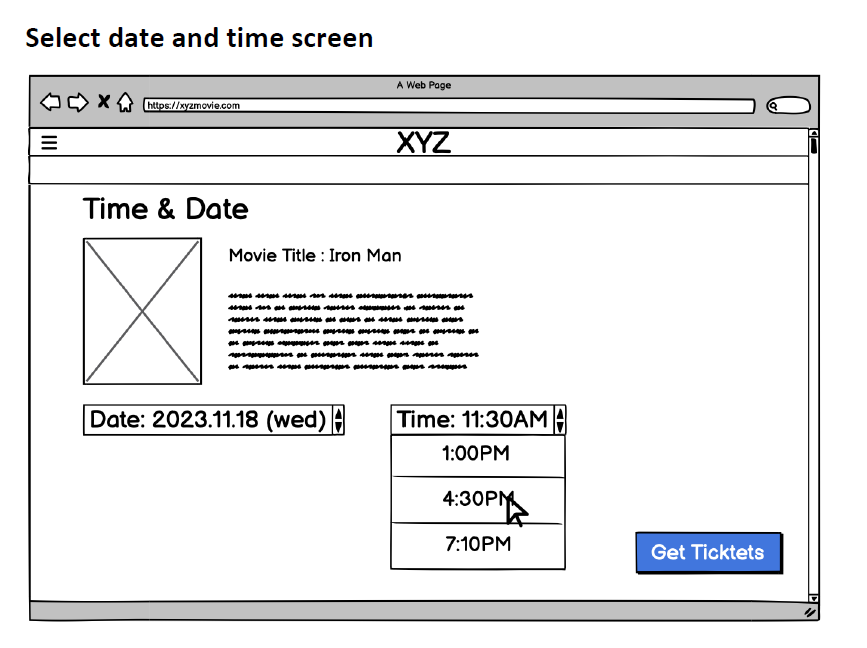 Select date and time screen
A Web Page
https://xyzmovie.com
XYZ
Time & Date
Movie Title : Iron Man
Date: 2023.11.18 (wed)
Time: 11:30AM
1:00PM
4:30PM
7:10PM
Get Ticktets